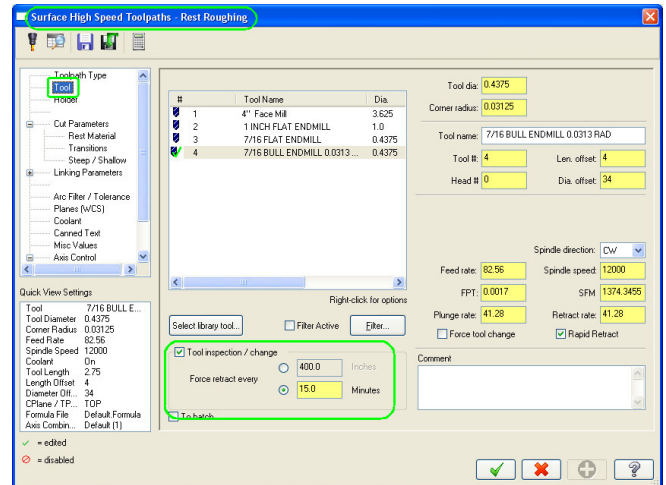 Surface High Speed Toolpaths - Rest Roughing
Toolpath Type
Tool
Holder
Cut Parameters
Rest Material
Transitions
Steep / Shallow
Linking Parameters
Arc Filter / Tolerance
Planes (WCS)
Coolant
Canned Text
Misc Values
Axis Control
Quick View Settings
Tool 7/16 BULL E...
Tool Diameter 0.4375
Corner Radius 0.03125
Feed Rate 82.56
Spindle Speed 12000
Coolant On
Tool Length 2.75
Length Offset 4
Diameter Off... 34
CPlane / TP... TOP
Formula File Default.Formula
Axis Combin... Default (1)
= edited
= disabled
# Tool Name Dia.
1 4" Face Mill 3.625
2 1 INCH FLAT ENDMILL 1.0
3 7/16 FLAT ENDMILL 0.4375
4 7/16 BULL ENDMILL 0.0313 ... 0.4375
Right-click for options
Select library tool...
Filter Active
Filter...
Tool inspection / change
Force retract every
400.0 Inches
15.0 Minutes
To batch
Tool dia: 0.4375
Corner radius: 0.03125
Tool name: 7/16 BULL ENDMILL 0.0313 RAD
Tool #: 4 Len. offset: 4
Head # 0 Dia. offset: 34
Spindle direction: CW
Feed rate: 82.56 Spindle speed: 12000
FPT: 0.0017 SFM 1374.3455
Plunge rate: 41.28 Retract rate: 41.28
Force tool change Rapid Retract
Comment